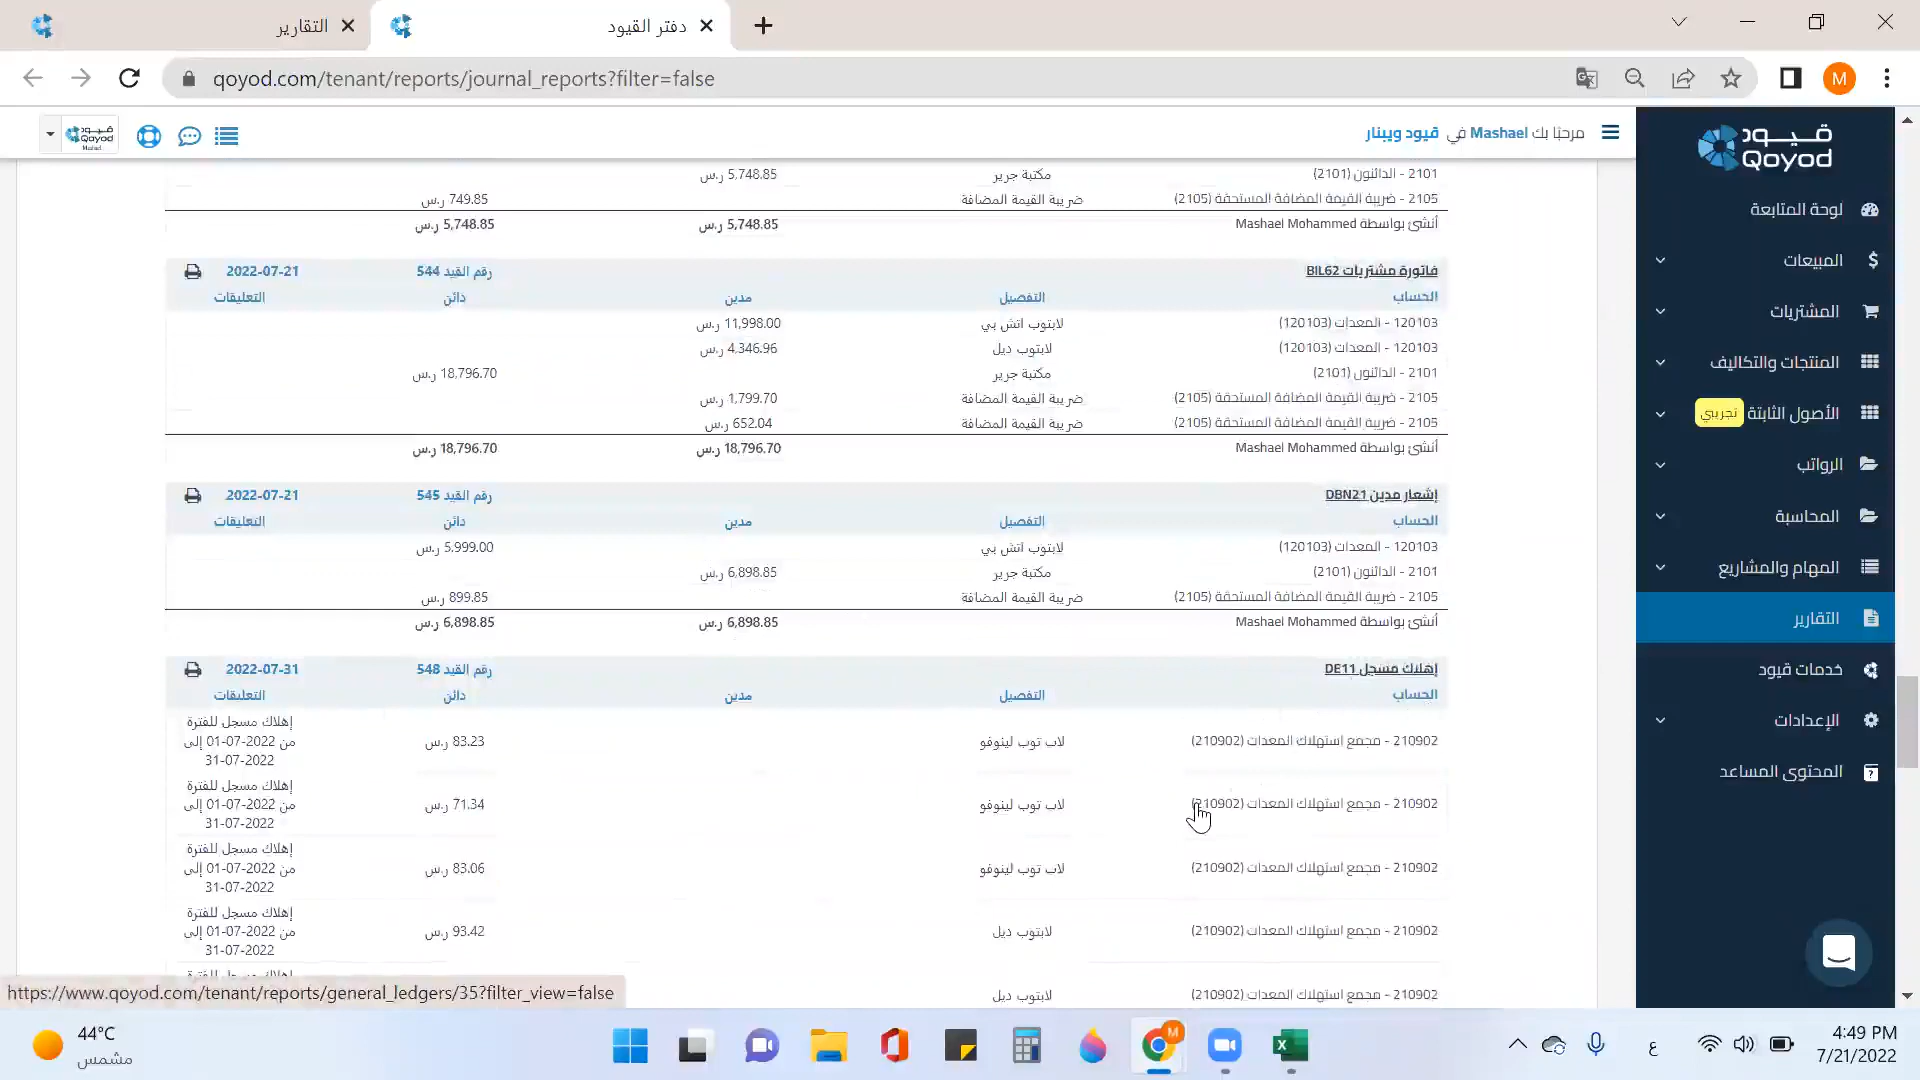 التقارير
دفتر القيود
qoyod.com/tenant/reports/journal_reports?filter=false
M
قيود
Qoyod
Mashael
مرحبًا بك Mashael في قيود ويبنار
قيود
Qoyod
لوحة المتابعة
المبيعات
المشتريات
المنتجات والتكاليف
الأصول الثابتة تجريبي
الرواتب
المحاسبة
المهام والمشاريع
التقارير
خدمات قيود
الإعدادات
المحتوى المساعد
2101 - الدائنون (2101) مكتبة جرير 5,748.85 ر.س
2105 - ضريبة القيمة المضافة المستحقة (2105) ضريبة القيمة المضافة 749.85 ر.س
أنشئ بواسطة Mashael Mohammed 5,748.85 ر.س 5,748.85 ر.س
فاتورة مشتريات BIL62 رقم القيد 544 2022-07-21
الحساب التفصيل مدين دائن التعليقات
120103 - المعدات (120103) لابتوب اتش بي 11,998.00 ر.س
120103 - المعدات (120103) لابتوب ديل 4,346.96 ر.س
2101 - الدائنون (2101) مكتبة جرير 18,796.70 ر.س
2105 - ضريبة القيمة المضافة المستحقة (2105) ضريبة القيمة المضافة 1,799.70 ر.س
2105 - ضريبة القيمة المضافة المستحقة (2105) ضريبة القيمة المضافة 652.04 ر.س
أنشئ بواسطة Mashael Mohammed 18,796.70 ر.س 18,796.70 ر.س
إشعار مدين DBN21 رقم القيد 545 2022-07-21
الحساب التفصيل مدين دائن التعليقات
120103 - المعدات (120103) لابتوب اتش بي 5,999.00 ر.س
2101 - الدائنون (2101) مكتبة جرير 6,898.85 ر.س
2105 - ضريبة القيمة المضافة المستحقة (2105) ضريبة القيمة المضافة 899.85 ر.س
أنشئ بواسطة Mashael Mohammed 6,898.85 ر.س 6,898.85 ر.س
إهلاك مسجل DE11 رقم القيد 548 2022-07-31
الحساب التفصيل مدين دائن التعليقات
210902 - مجمع استهلاك المعدات (210902) لاب توب لينوفو 83.23 ر.س
إهلاك مسجل للفترة
من 2022-07-01 إلى
2022-07-31
210902 - مجمع استهلاك المعدات (210902) لاب توب لينوفو 71.34 ر.س
إهلاك مسجل للفترة
من 2022-07-01 إلى
2022-07-31
210902 - مجمع استهلاك المعدات (210902) لاب توب لينوفو 83.06 ر.س
إهلاك مسجل للفترة
من 2022-07-01 إلى
2022-07-31
210902 - مجمع استهلاك المعدات (210902) لابتوب ديل 93.42 ر.س
إهلاك مسجل للفترة
من 2022-07-01 إلى
2022-07-31
210902 - مجمع استهلاك المعدات (210902) لابتوب ديل
https://www.qoyod.com/tenant/reports/general_ledgers/35?filter_view=false
44°C
مشمس
M
ع
4:49 PM
7/21/2022